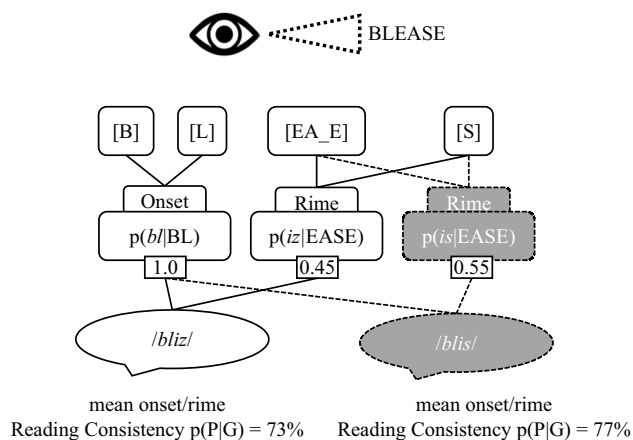 BLEASE
[B] [L] [EA_E] [S]
Onset Rime Rime
p(bl|BL) p(iz|EASE) p(is|EASE)
1.0 0.45 0.55
/bliz/ /blis/
mean onset/rime mean onset/rime
Reading Consistency p(P|G) = 73% Reading Consistency p(P|G) = 77%